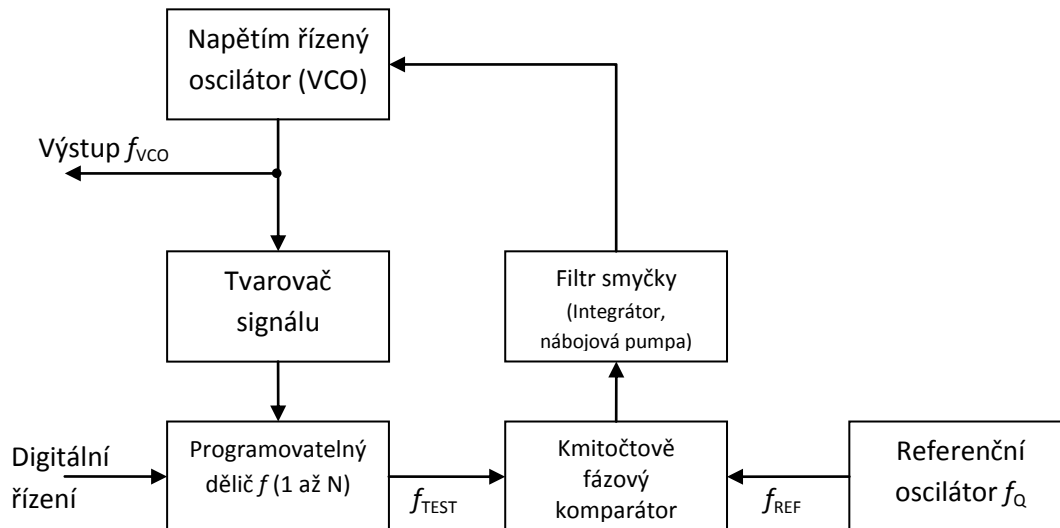 Napětím řízený
oscilátor (VCO)
Výstup fVCO
Tvarovač
signálu
Filtr smyčky
(Integrátor,
nábojová pumpa)
Digitální
řízení
Programovatelný
dělič f (1 až N)
fTEST
Kmitočtově
fázový
komparátor
fREF
Referenční
oscilátor fQ